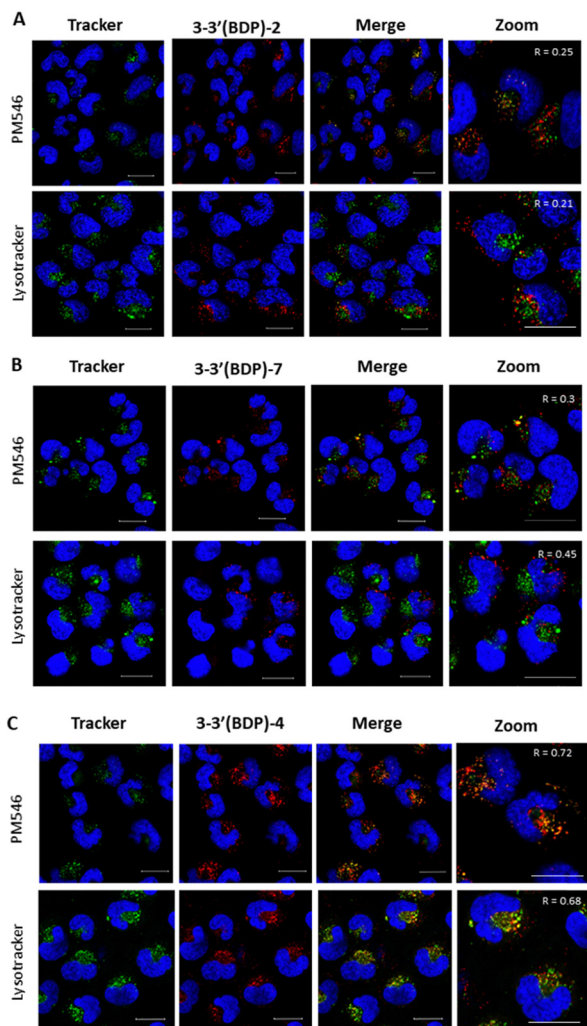 A
Tracker 3-3'(BDP)-2 Merge Zoom
PM546
R = 0.25
Lysotracker
R = 0.21
B
Tracker 3-3'(BDP)-7 Merge Zoom
PM546
R = 0.3
Lysotracker
R = 0.45
C
Tracker 3-3'(BDP)-4 Merge Zoom
PM546
R = 0.72
Lysotracker
R = 0.68